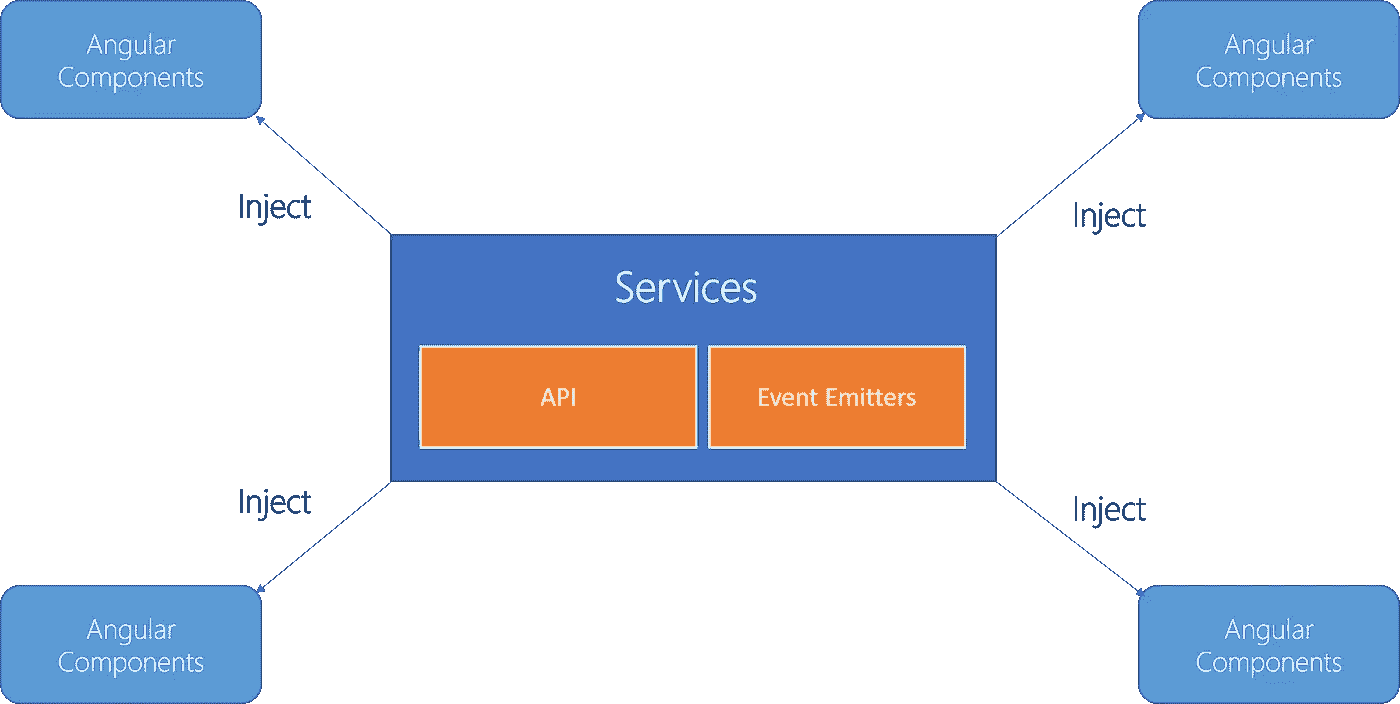 Angular
Components
Angular
Components
Inject
Inject
Services
API
Event Emitters
Inject
Inject
Angular
Components
Angular
Components